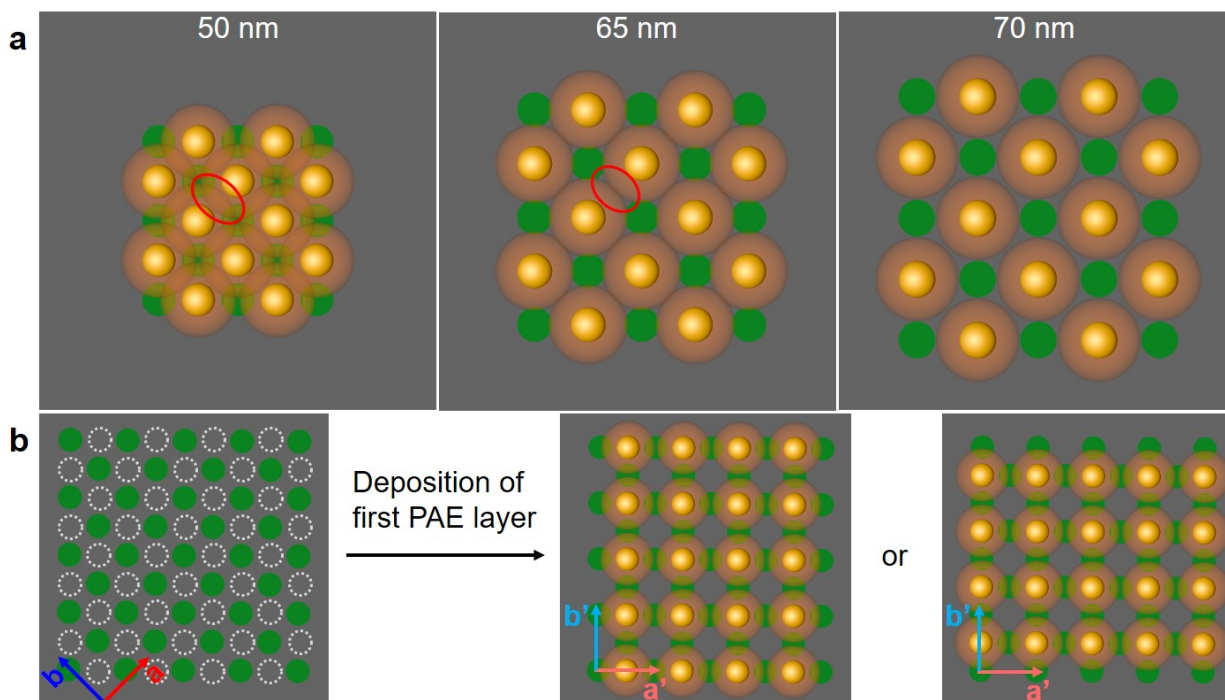 a
50 nm
65 nm
70 nm
b
Deposition of
first PAE layer
or
b
a
b'
a'
b'
a'